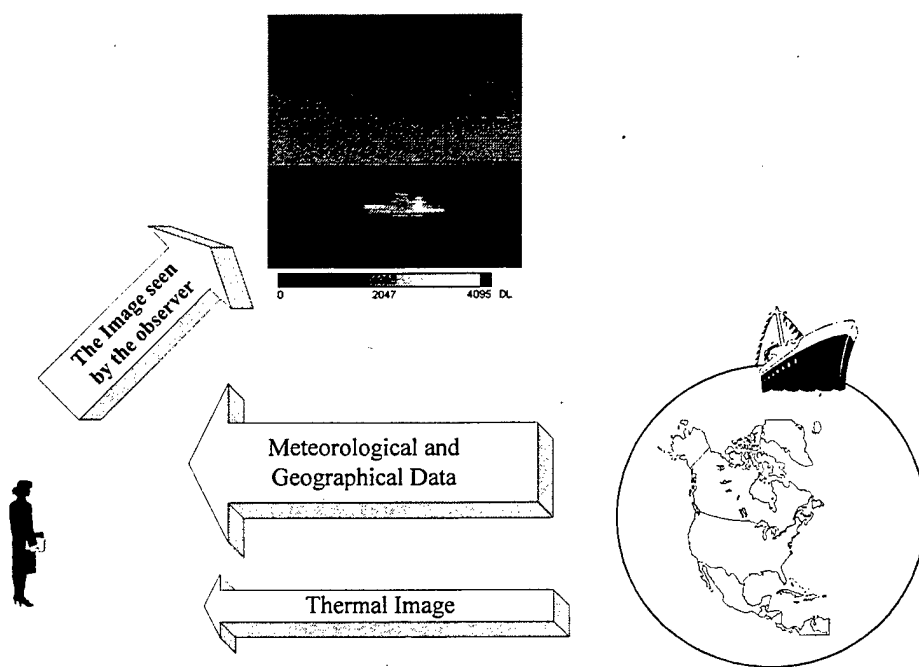 0 2047 4095 DL
The Image seen
by the observer
Meteorological and
Geographical Data
Thermal Image